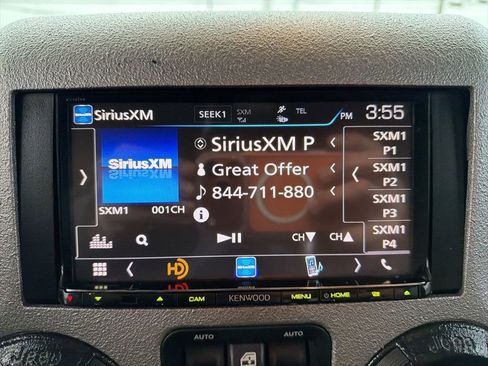 SiriusXM SEEK1 SXM TEL PM 3:55
SiriusXM P
Great Offer
844-711-880
SiriusXM
SXM1 001CH
SXM1
P1
SXM1
P2
SXM1
P3
SXM1
P4
CH▼ CH▲
HD
CAM KENWOOD MENU HOME
AUTO AUTO